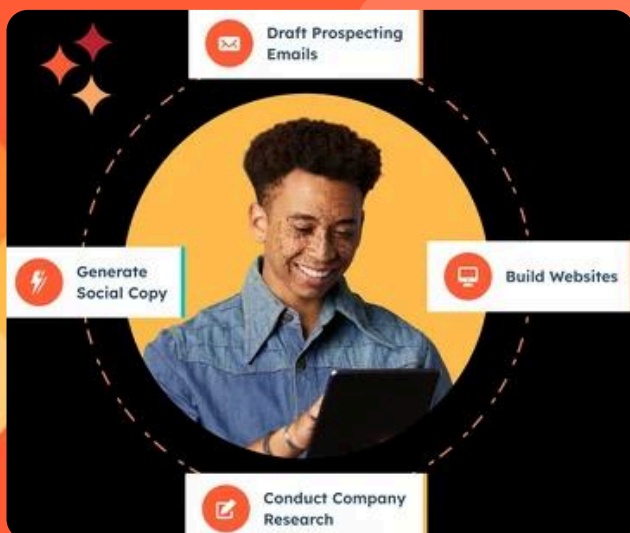 Draft Prospecting
Emails
Generate
Social Copy
Build Websites
Conduct Company
Research